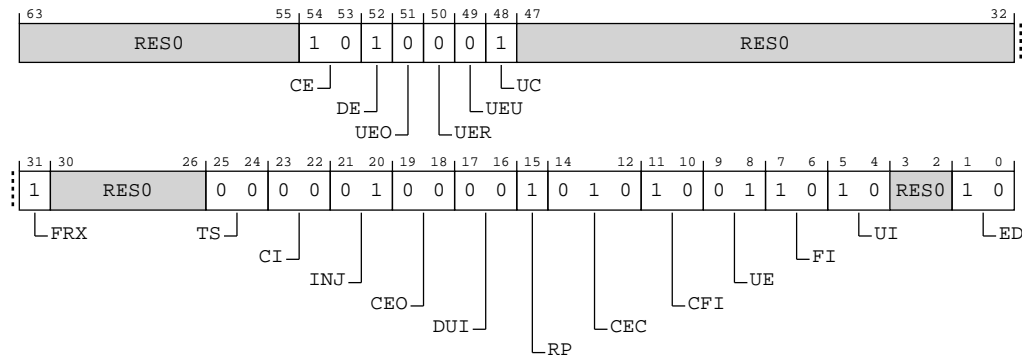 63 55 54 53 52 51 50 49 48 47 32
RES0 1 0 1 0 0 0 1 RES0
CE UC
DE UEU
UEO UER
31 30 26 25 24 23 22 21 20 19 18 17 16 15 14 12 11 10 9 8 7 6 5 4 3 2 1 0
1 RES0 0 0 0 0 0 1 0 0 0 0 1 0 1 0 1 0 0 1 1 0 1 0 RES0 1 0
FRX TS UI ED
CI FI
INJ UE
CEO CFI
DUI CEC
RP